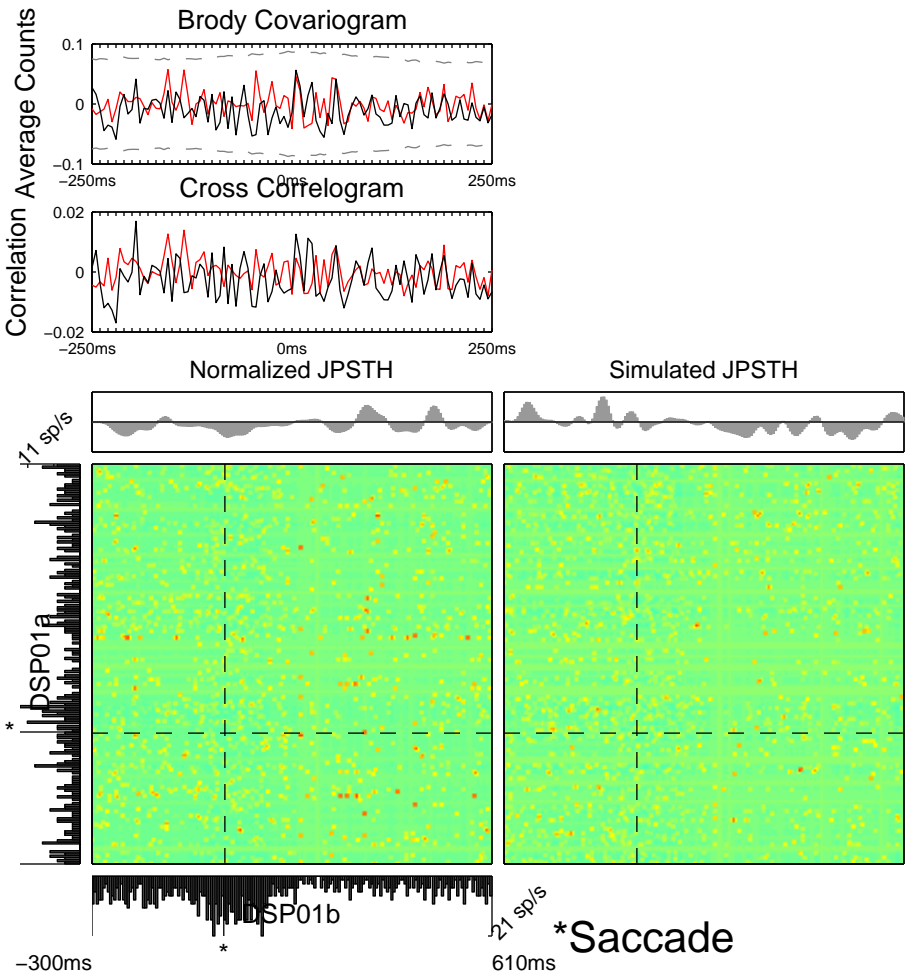 Brody Covariogram
Average Counts
0.1
0
−0.1
−250ms
0ms
250ms
Cross Correlogram
Correlation
0.02
0
−0.02
−250ms
0ms
250ms
Normalized JPSTH
Simulated JPSTH
11 sp/s
DSP01a
*
DSP01b
*
21 sp/s
*Saccade
−300ms
610ms